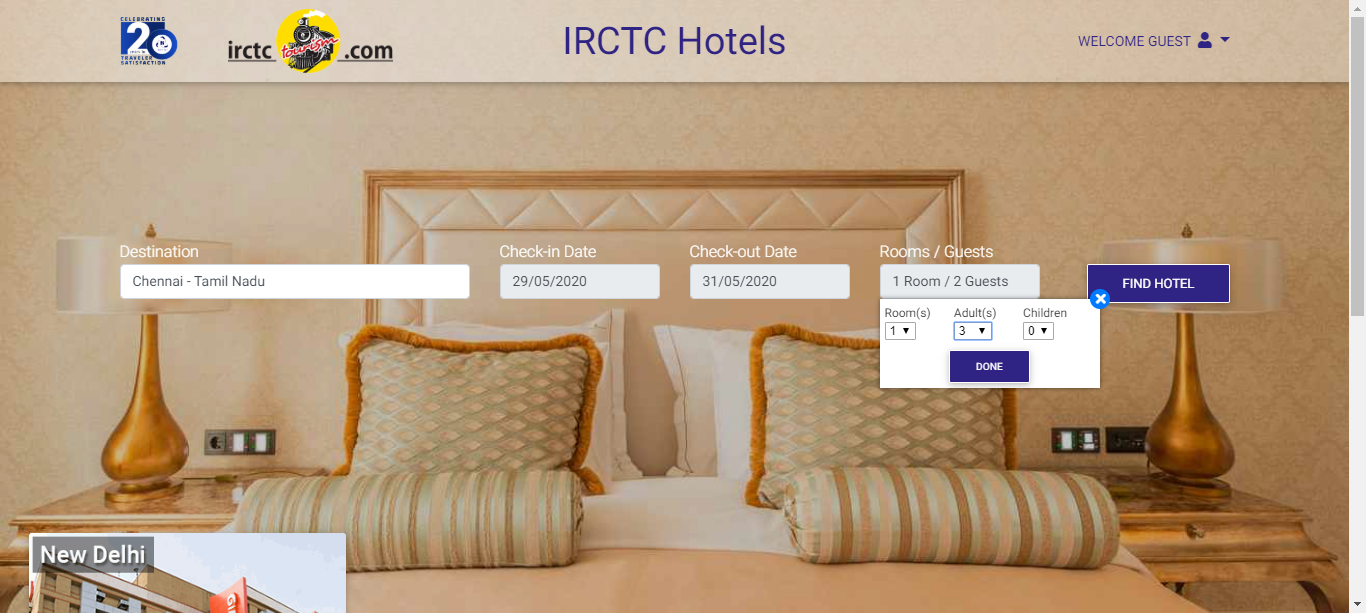 CELEBRATING
20
TRAVELER
SATISFACTION
irctc tourism .com
IRCTC Hotels
WELCOME GUEST
Destination
Check-in Date
Check-out Date
Rooms / Guests
Chennai - Tamil Nadu
29/05/2020
31/05/2020
1 Room / 2 Guests
FIND HOTEL
Room(s)
Adult(s)
Children
1
3
0
DONE
New Delhi